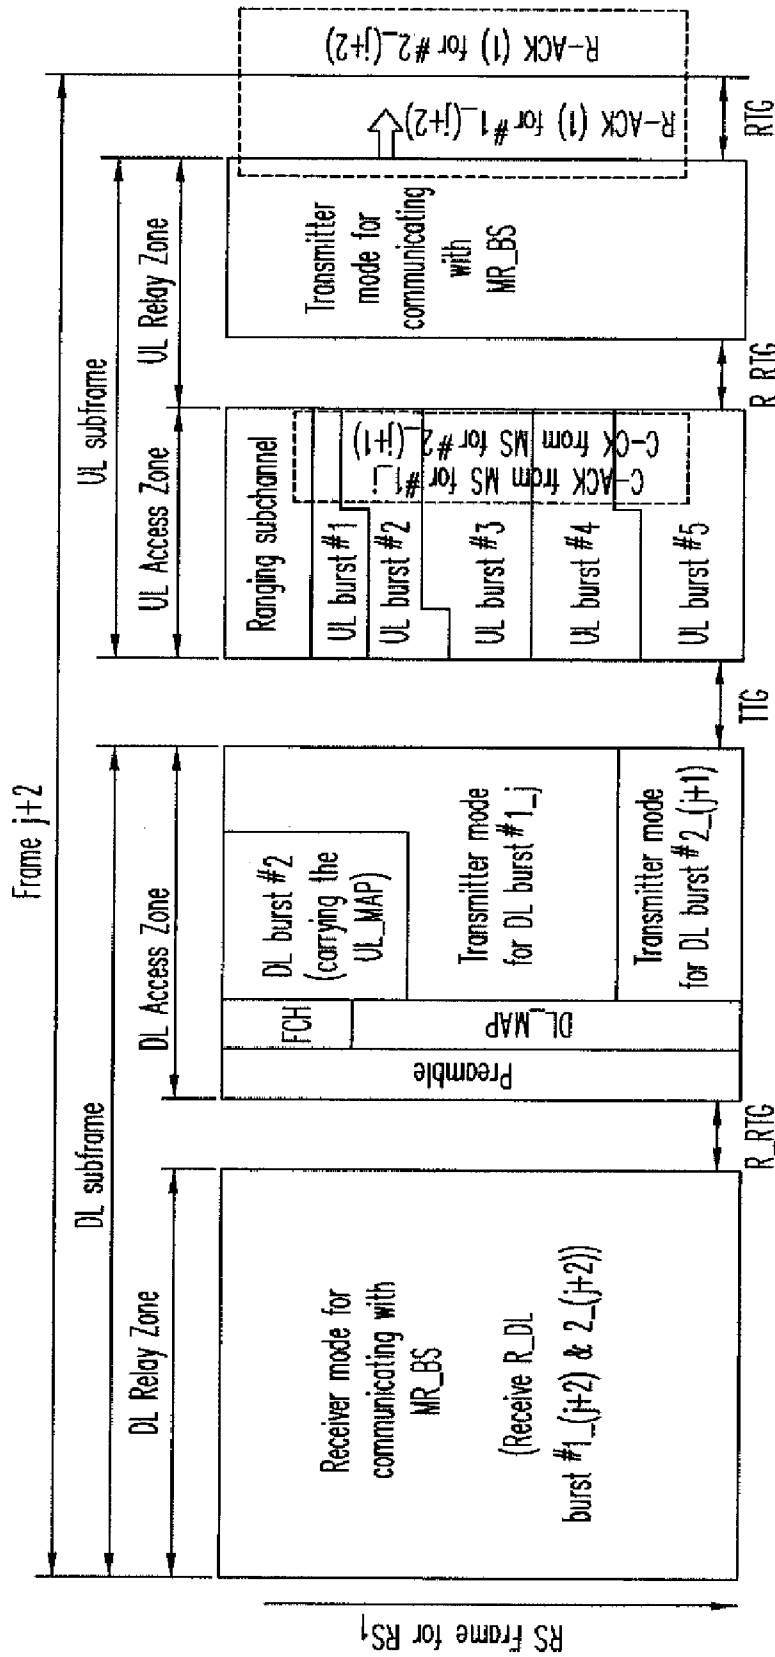 Frame j+2
DL subframe
UL subframe
DL Relay Zone
DL Access Zone
UL Access Zone
UL Relay Zone
RS Frame for RS1
Receiver mode for
communicating with
MR_BS
(Receive R_DL
burst #1_(j+2) & 2_(j+2))
R_RTG
Preamble
FCH
DL_MAP
DL burst #2
(carrying the
UL_MAP)
Transmitter mode
for DL burst #1_j
Transmitter mode
for DL burst #2_(j+1)
TTG
Ranging subchannel
UL burst #1
UL burst #2
UL burst #3
UL burst #4
UL burst #5
C-ACK from MS for #1_j
C-CK from MS for #2_(j+1)
R_RTG
Transmitter
mode for
communicating
with
MR_BS
R-ACK (1) for #1_(j+2)
R-ACK (1) for #2_(j+2)
RTG